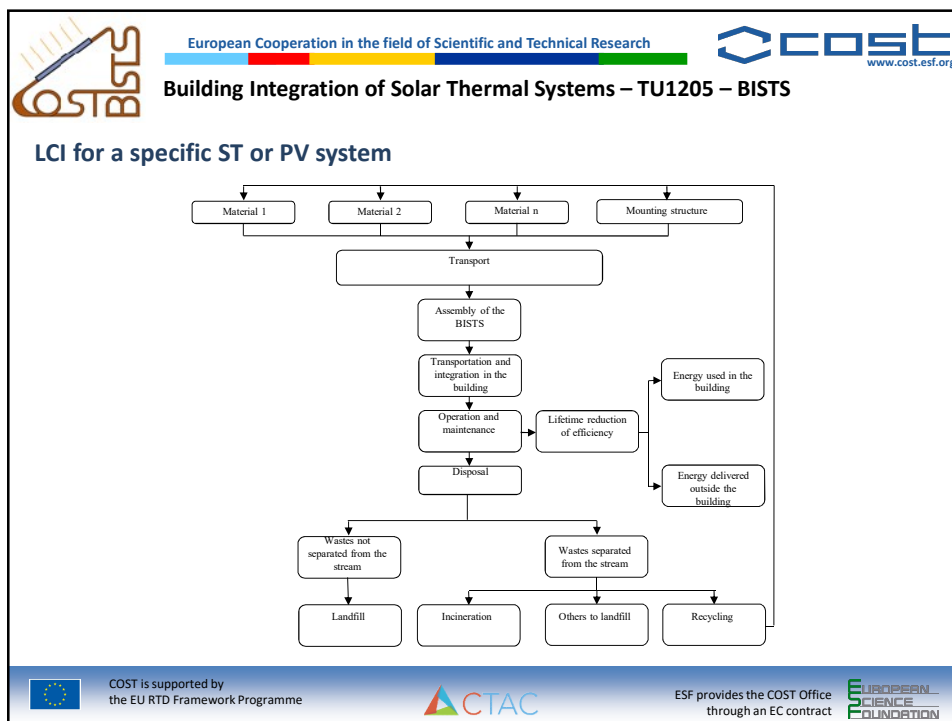 European Cooperation in the field of Scientific and Technical Research
cost
www.cost.esf.org
COST
BISTS
Building Integration of Solar Thermal Systems – TU1205 – BISTS
LCI for a specific ST or PV system
Material 1
Material 2
Material n
Mounting structure
Transport
Assembly of the
BISTS
Transportation and
integration in the
building
Energy used in the
building
Operation and
maintenance
Lifetime reduction
of efficiency
Disposal
Energy delivered
outside the
building
Wastes not
separated from the
stream
Wastes separated
from the stream
Landfill
Incineration
Others to landfill
Recycling
COST is supported by
the EU RTD Framework Programme
CTAC
ESF provides the COST Office
through an EC contract
EUROPEAN
SCIENCE
FOUNDATION